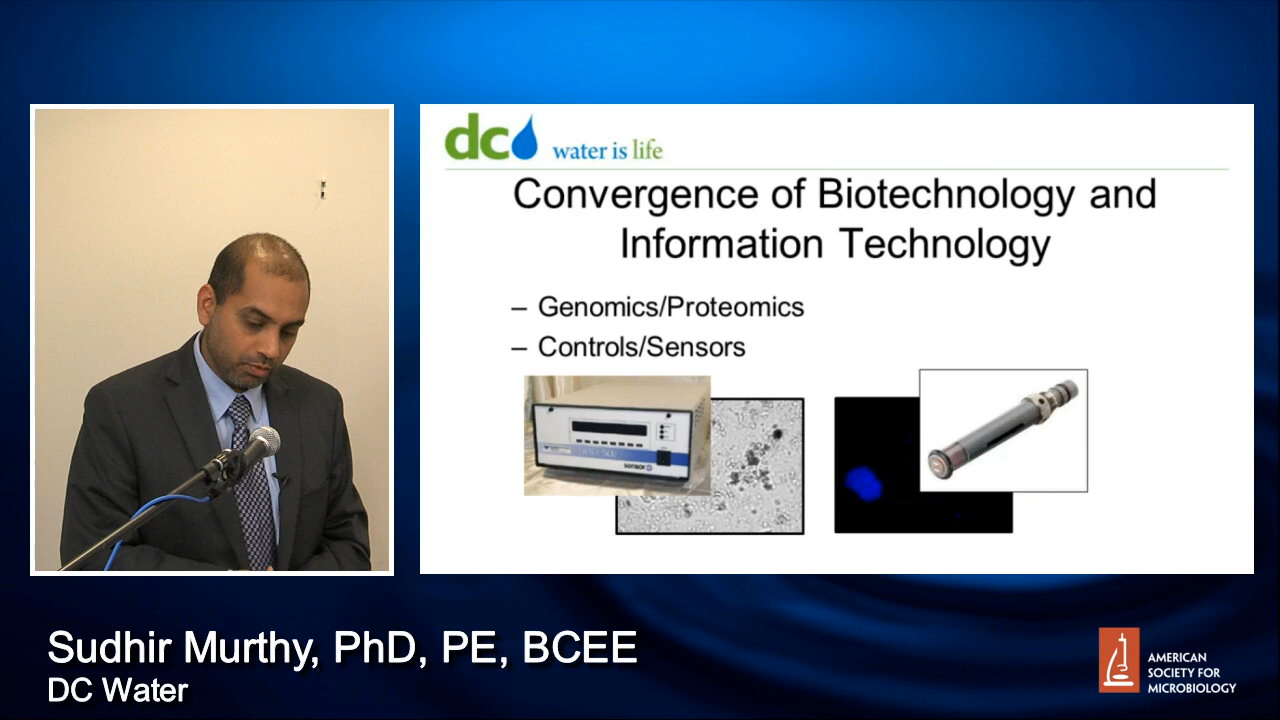 dc water is life
Convergence of Biotechnology and
Information Technology
– Genomics/Proteomics
– Controls/Sensors
sensor
Sudhir Murthy, PhD, PE, BCEE
DC Water
AMERICAN
SOCIETY FOR
MICROBIOLOGY